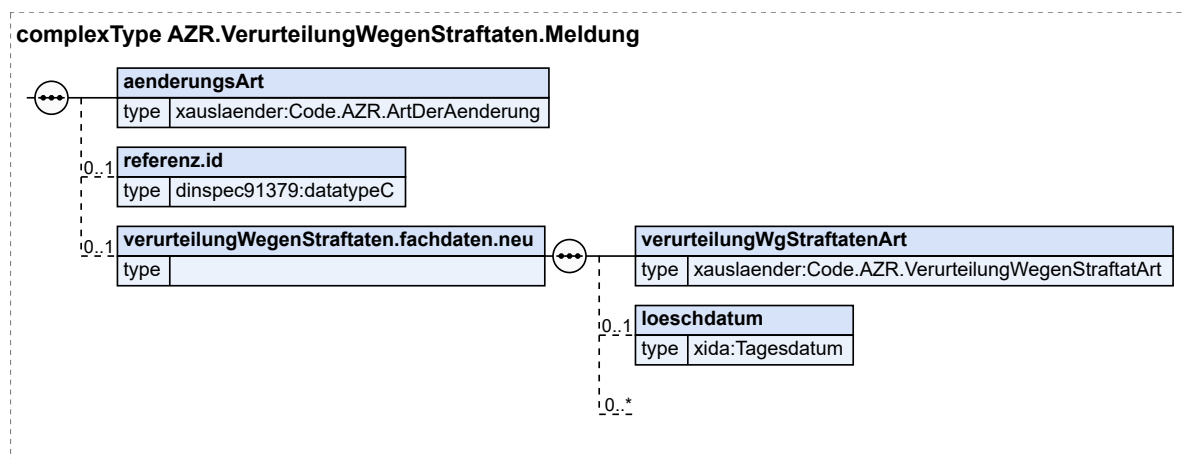 complexType AZR.VerurteilungWegenStraftaten.Meldung
aenderungsArt
type xauslaender:Code.AZR.ArtDerAenderung
0..1 referenz.id
type dinspec91379:datatypeC
0..1 verurteilungWegenStraftaten.fachdaten.neu
type
verurteilungWgStraftatenArt
type xauslaender:Code.AZR.VerurteilungWegenStraftatArt
0..1 loeschdatum
type xida:Tagesdatum
0..*